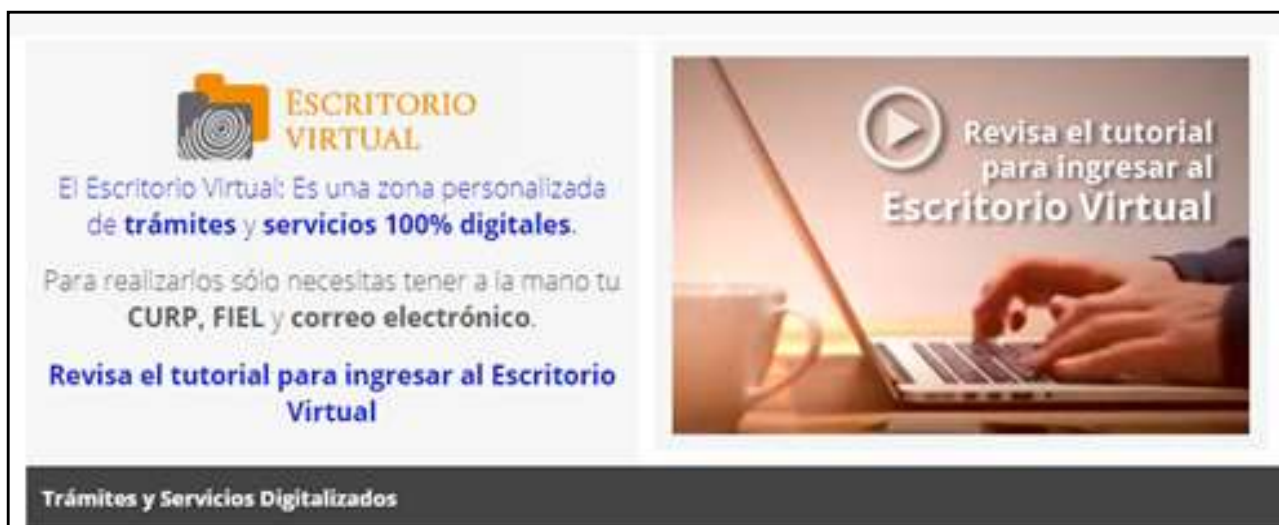 ESCRITORIO
VIRTUAL
El Escritorio Virtual: Es una zona personalizada
de trámites y servicios 100% digitales.
Para realizarlos sólo necesitas tener a la mano tu
CURP, FIEL y correo electrónico.
Revisa el tutorial para ingresar al Escritorio
Virtual
Revisa el tutorial
para ingresar al
Escritorio Virtual
Trámites y Servicios Digitalizados